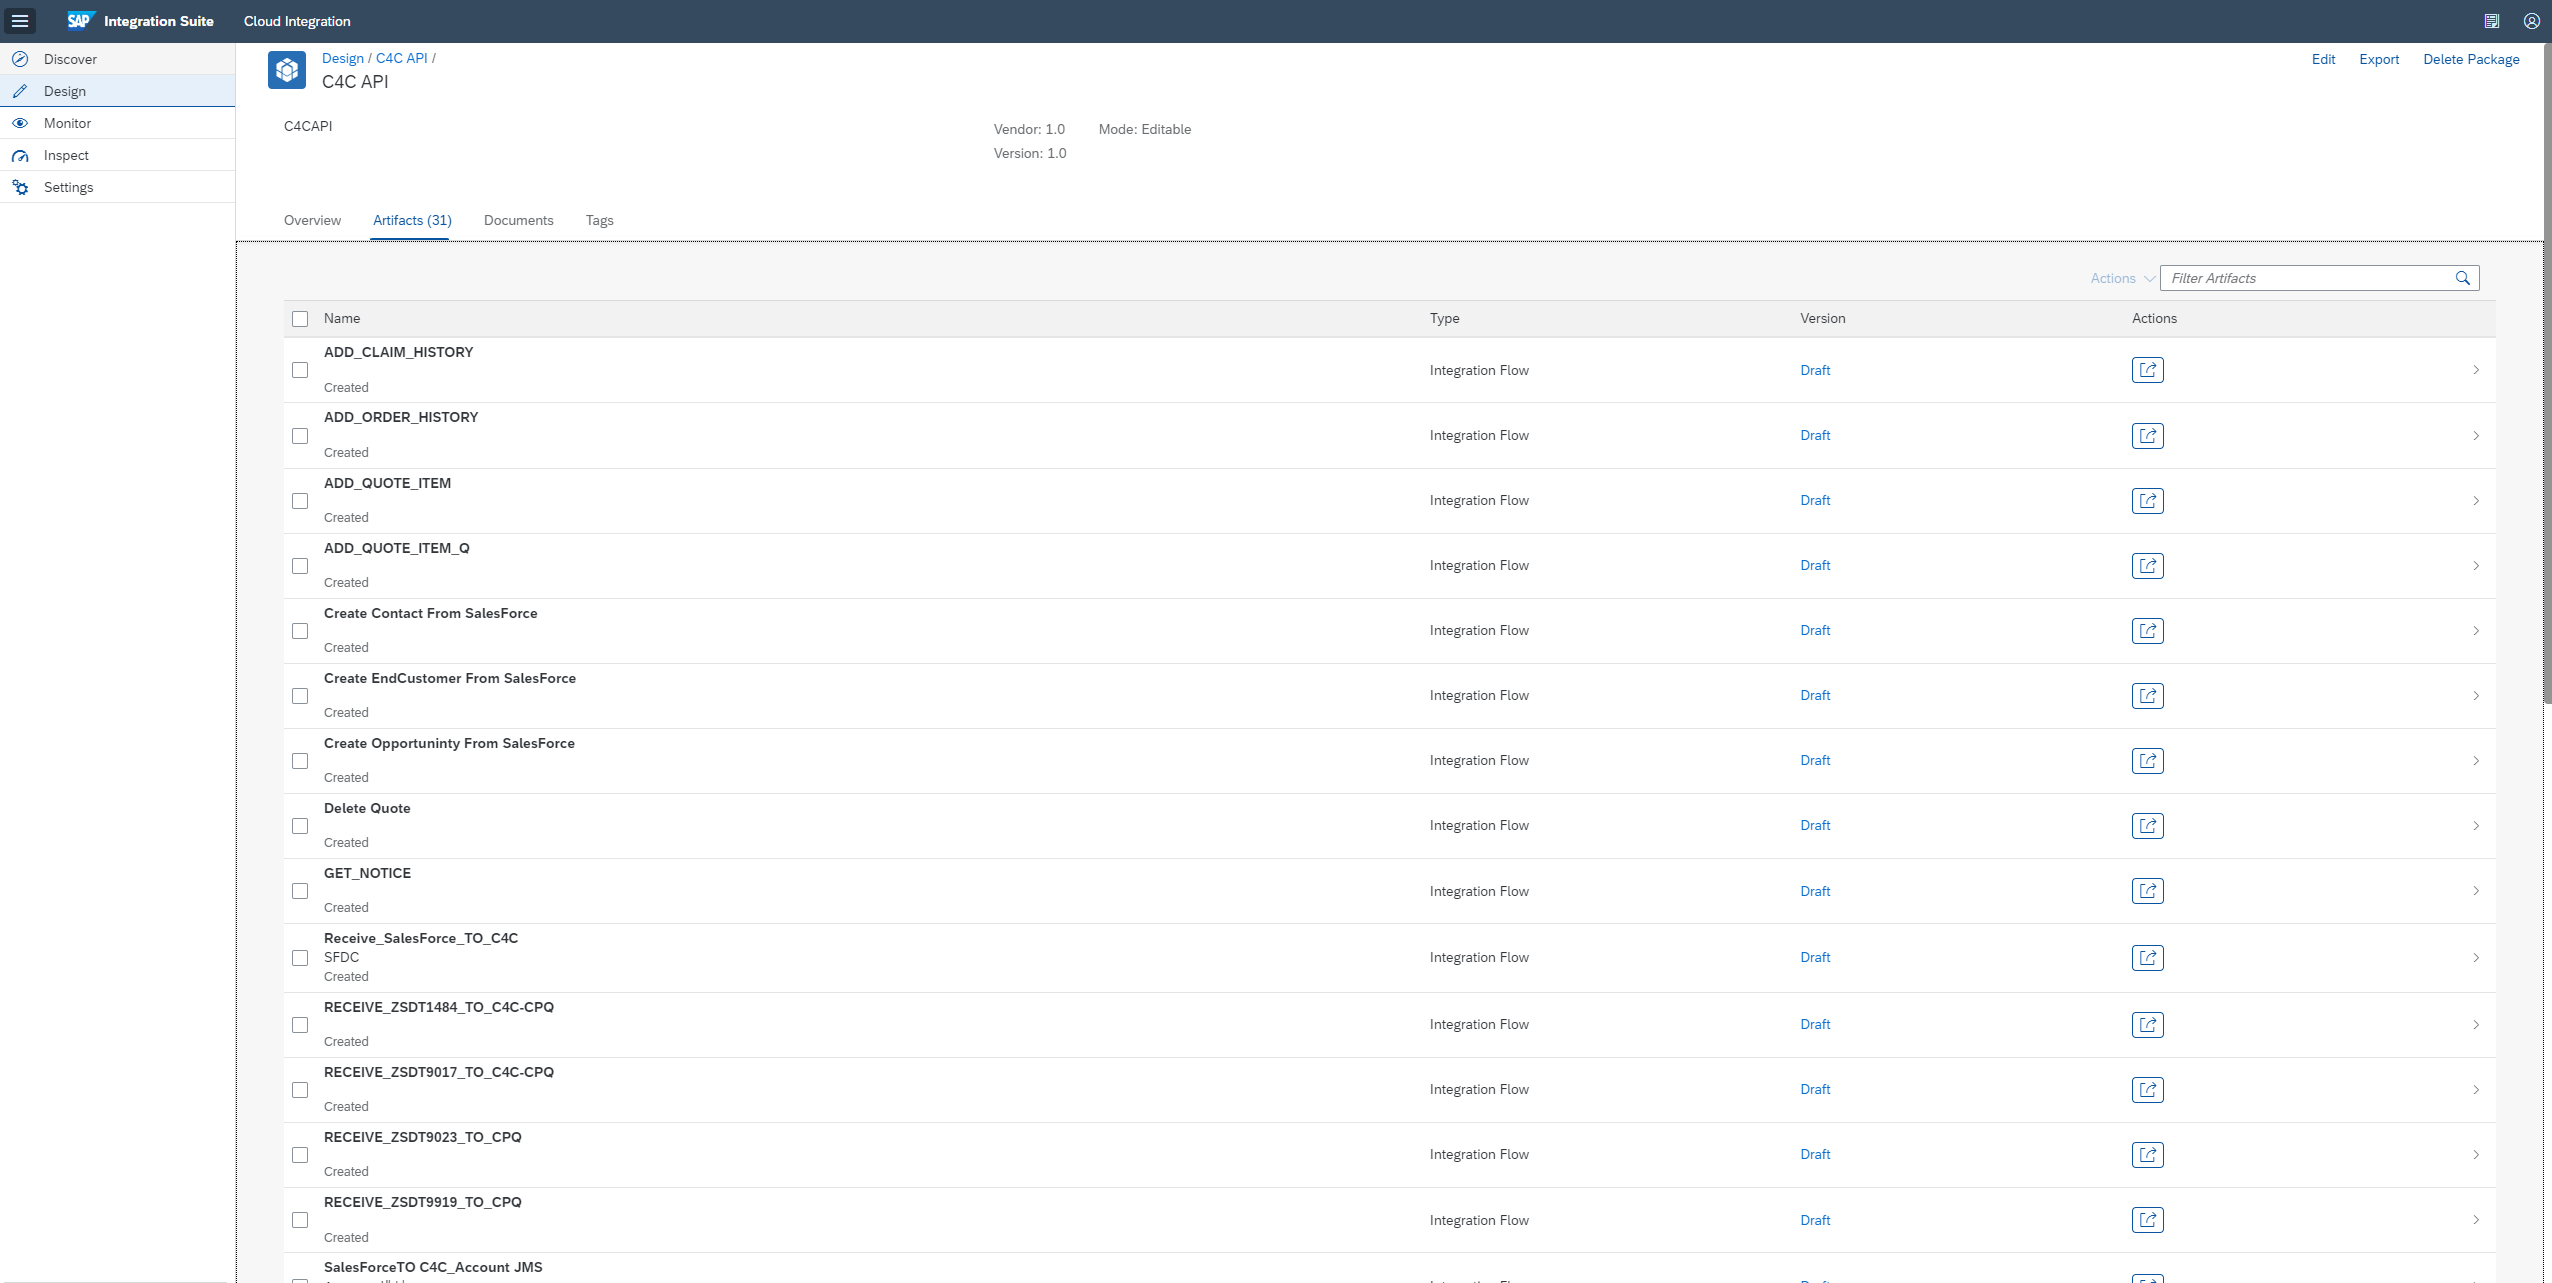 SAP Integration Suite Cloud Integration
Discover
Design
Monitor
Inspect
Settings
Design / C4C API /
C4C API
Edit Export Delete Package
C4CAPI
Vendor: 1.0 Mode: Editable
Version: 1.0
Overview Artifacts (31) Documents Tags
Actions Filter Artifacts
Name Type Version Actions
ADD_CLAIM_HISTORY
Integration Flow Draft
Created
ADD_ORDER_HISTORY
Integration Flow Draft
Created
ADD_QUOTE_ITEM
Integration Flow Draft
Created
ADD_QUOTE_ITEM_Q
Integration Flow Draft
Created
Create Contact From SalesForce
Integration Flow Draft
Created
Create EndCustomer From SalesForce
Integration Flow Draft
Created
Create Opportuninty From SalesForce
Integration Flow Draft
Created
Delete Quote
Integration Flow Draft
Created
GET_NOTICE
Integration Flow Draft
Created
Receive_SalesForce_TO_C4C
SFDC Integration Flow Draft
Created
RECEIVE_ZSDT1484_TO_C4C-CPQ
Integration Flow Draft
Created
RECEIVE_ZSDT9017_TO_C4C-CPQ
Integration Flow Draft
Created
RECEIVE_ZSDT9023_TO_CPQ
Integration Flow Draft
Created
RECEIVE_ZSDT9919_TO_CPQ
Integration Flow Draft
Created
SalesForceTO C4C_Account JMS